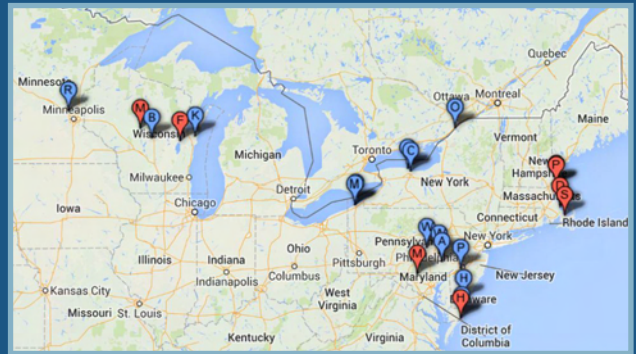 Quebec
Minneso
R
Ottawa
Montreal
O
Minneapolis
M
B
F
K
Maine
Wisconsin
Vermont
Toronto
C
New
Hampshire
P
Michigan
Milwaukee
M
New York
Massachusetts
S
Detroit
Iowa
Chicago
Connecticut
Rhode Island
W
A
P
Pennsylvania
New York
Ohio
Philadelphia
M
Illinois
Indiana
Pittsburgh
Maryland
New Jersey
Kansas City
Indianapolis
Columbus
H
West
Virginia
H
Delaware
Missouri
St. Louis
District of
Columbia
Kentucky
Virginia